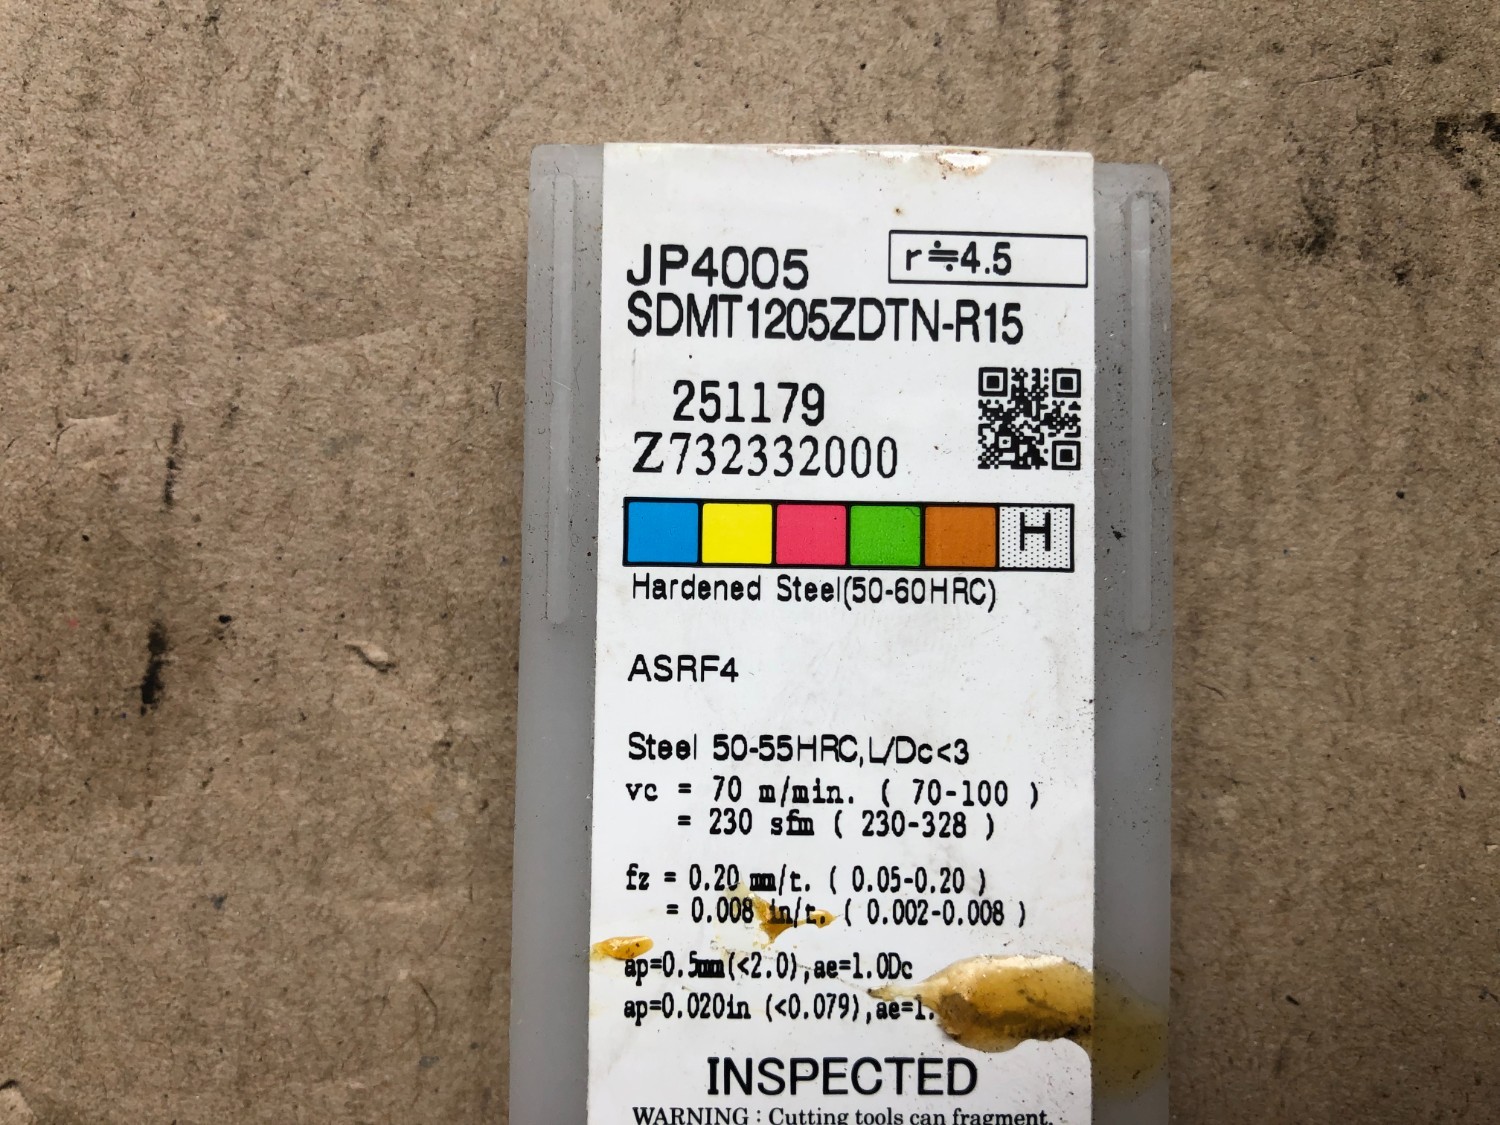 JP4005
r≒4.5
SDMT1205ZDTN-R15
251179
Z732332000
H
Hardened Steel(50-60HRC)
ASRF4
Steel 50-55HRC,L/Dc<3
vc = 70 m/min. ( 70-100 )
= 230 sfm ( 230-328 )
fz = 0.20 mm/t. ( 0.05-0.20 )
= 0.008 in/t. ( 0.002-0.008 )
ap=0.5mm(<2.0),ae=1.0Dc
ap=0.020in (<0.079),ae=1.
INSPECTED
WARNING : Cutting tools can fragment.